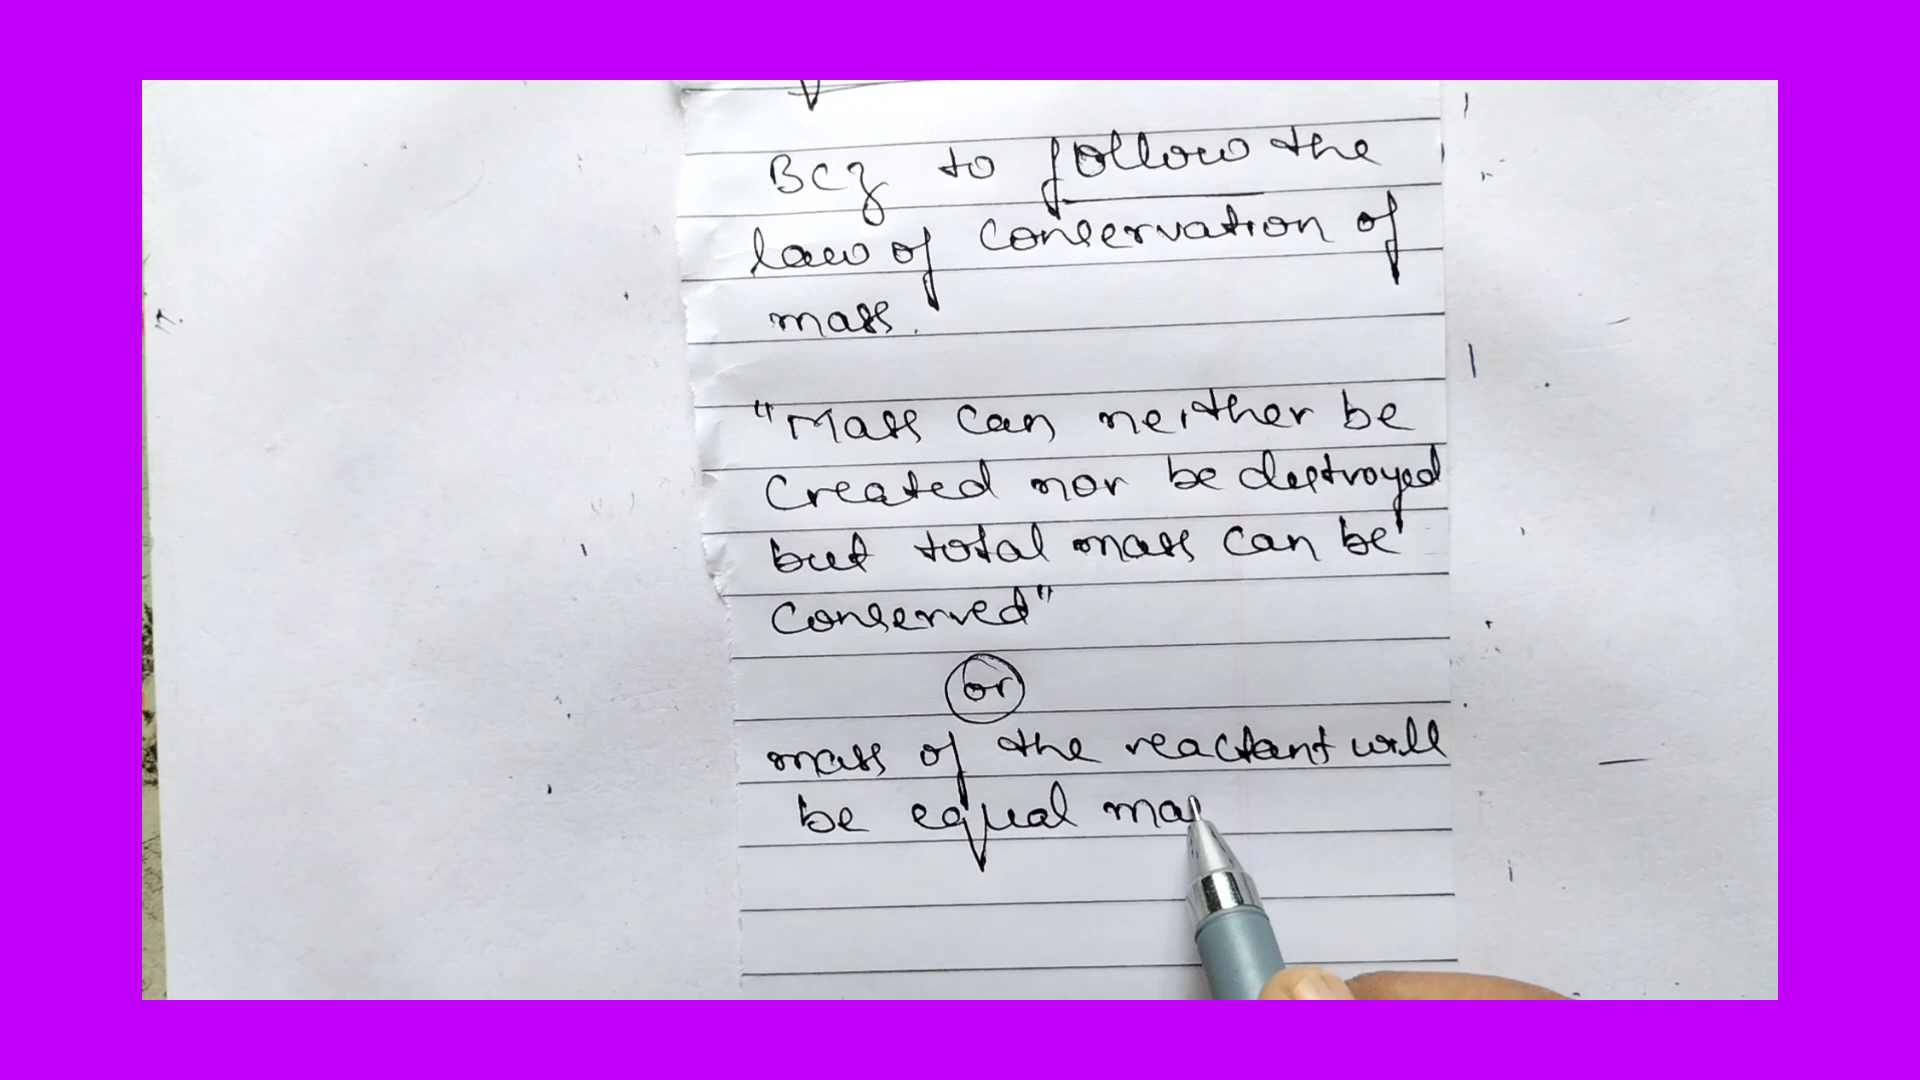 Bcz to follow the
law of conservation of
mass.
"Mass can neither be
created nor be destroyed
but total mass can be
conserved"
or
mass of the reactant will
be equal mas